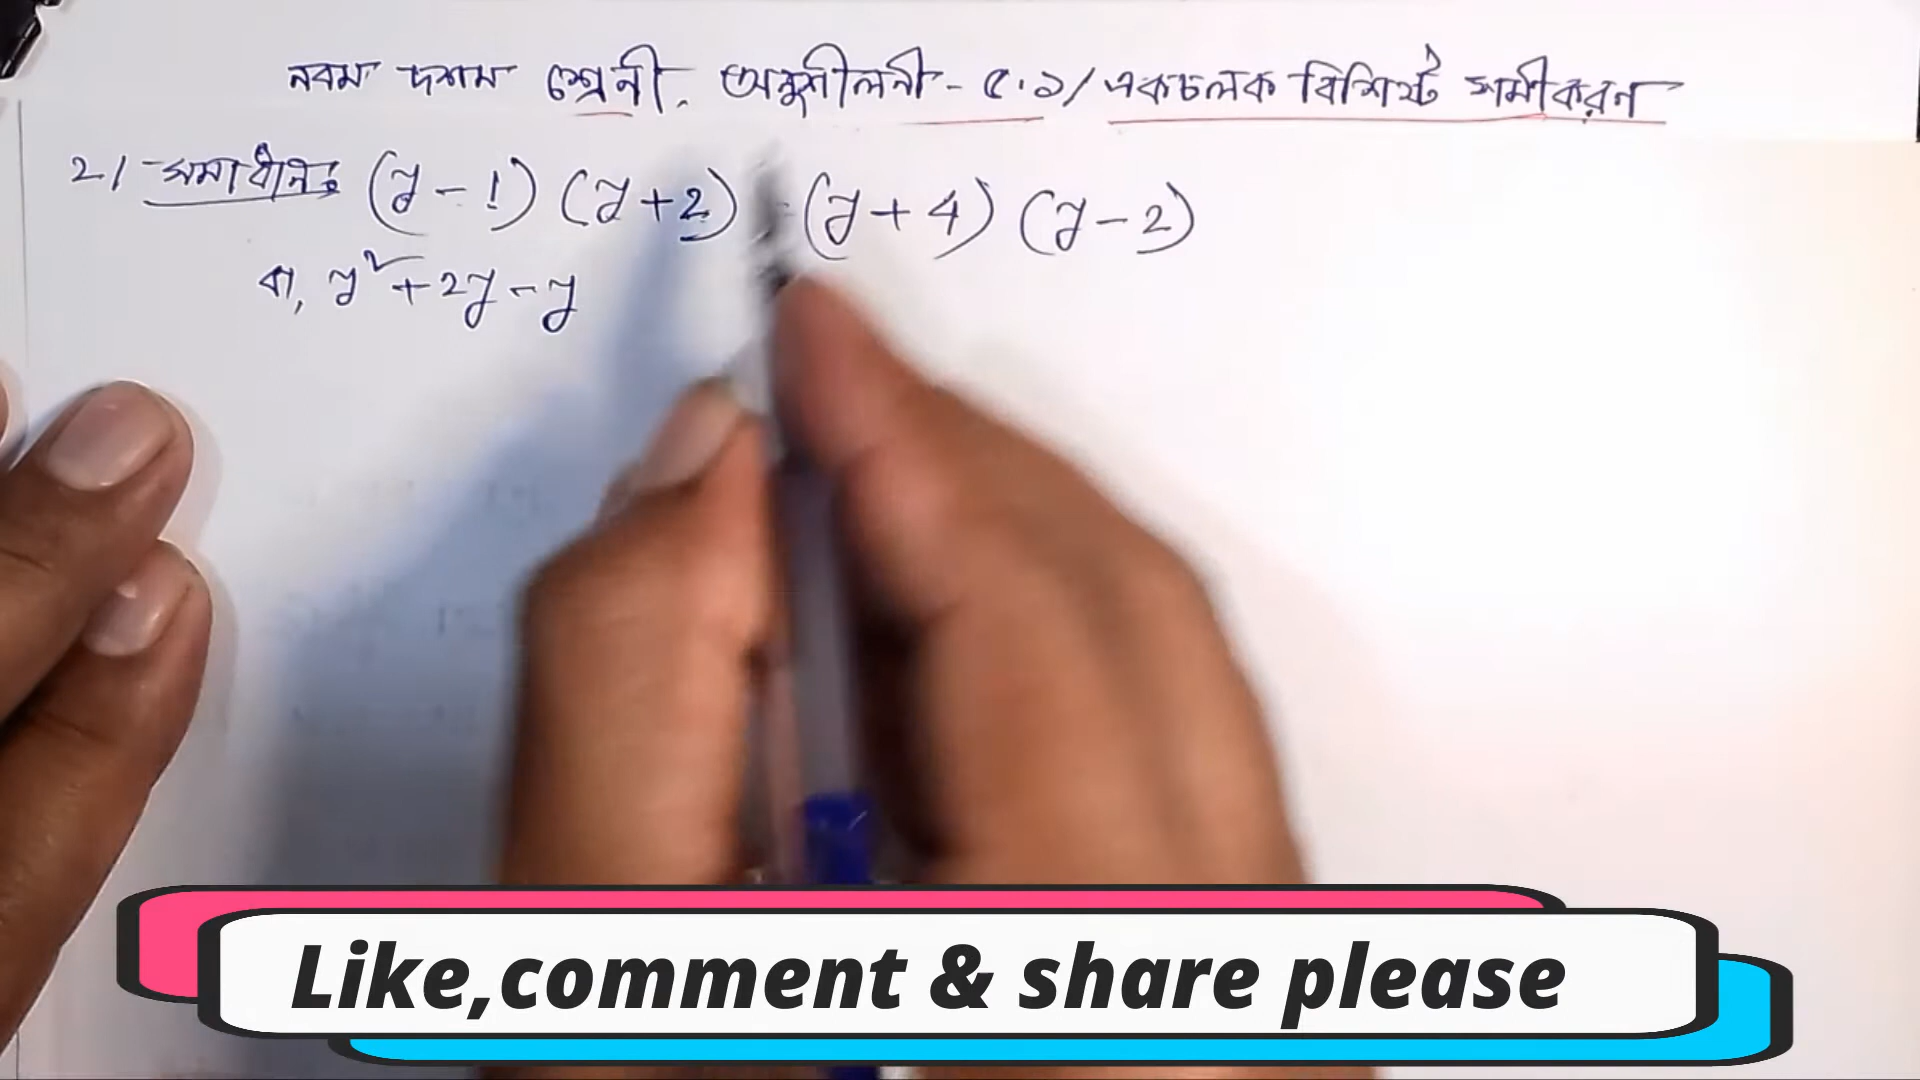 নবম দশম শ্রেনী. অনুশীলনী - ৫.১/ একচলক বিশিষ্ট সমীকরণ
2/ সমাধানঃ (y-1) (y+2) = (y+4) (y-2)
বা, y²+2y-y
Like,comment & share please